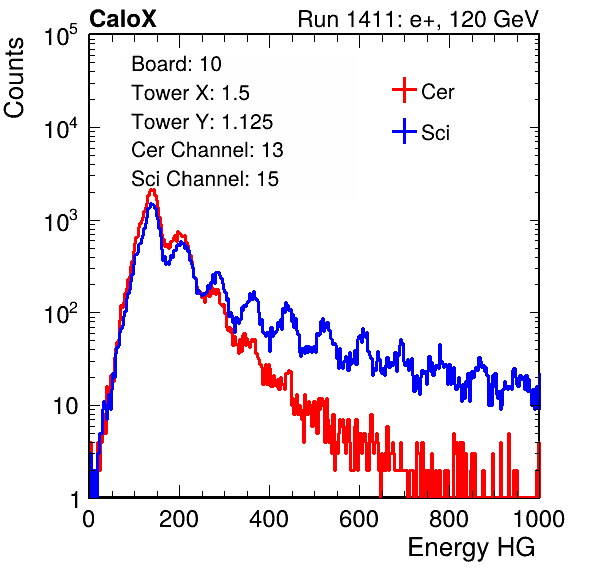 CaloX Run 1411: e+, 120 GeV
Counts
10^5
10^4
10^3
10^2
10
1
Board: 10
Tower X: 1.5
Tower Y: 1.125
Cer Channel: 13
Sci Channel: 15
Cer
Sci
0 200 400 600 800 1000
Energy HG